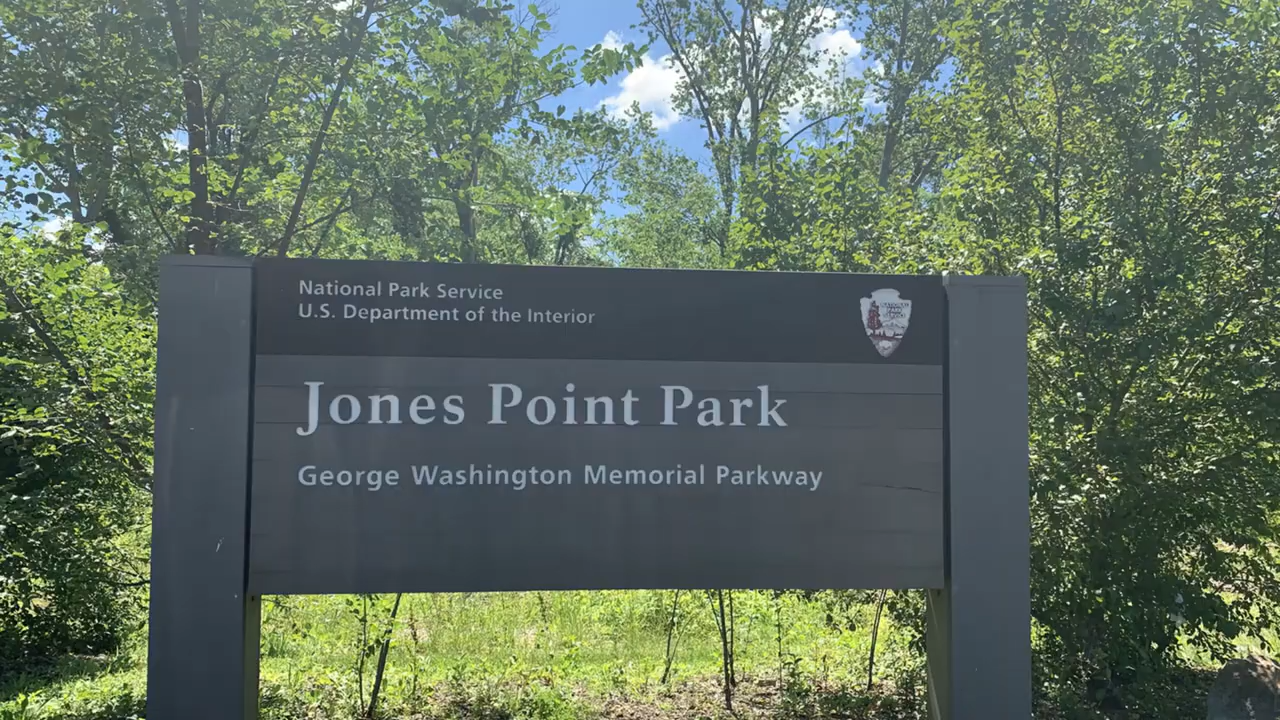 National Park Service
U.S. Department of the Interior
Jones Point Park
George Washington Memorial Parkway